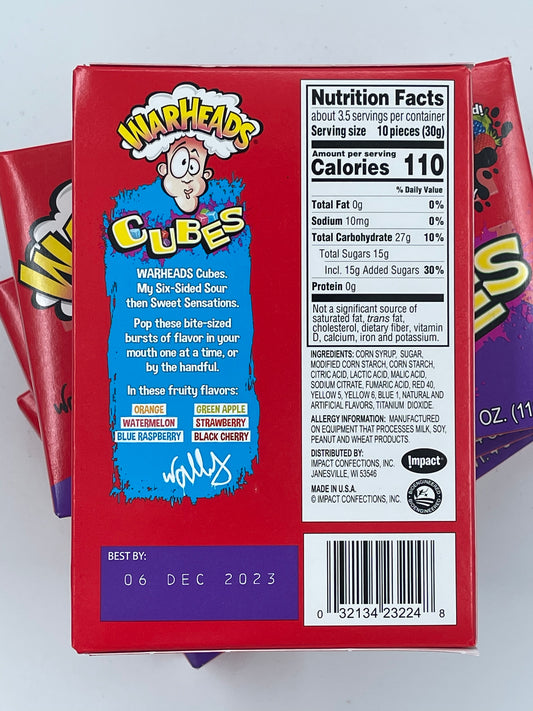 WARHEADS
CUBES
WARHEADS Cubes.
My Six-Sided Sour
then Sweet Sensations.
Pop these bite-sized
bursts of flavor in your
mouth one at a time, or
by the handful.
In these fruity flavors:
ORANGE GREEN APPLE
WATERMELON STRAWBERRY
BLUE RASPBERRY BLACK CHERRY
Wally
BEST BY:
06 DEC 2023
Nutrition Facts
about 3.5 servings per container
Serving size 10 pieces (30g)
Amount per serving
Calories 110
% Daily Value
Total Fat 0g 0%
Sodium 10mg 0%
Total Carbohydrate 27g 10%
Total Sugars 15g
Incl. 15g Added Sugars 30%
Protein 0g
Not a significant source of
saturated fat, trans fat,
cholesterol, dietary fiber, vitamin
D, calcium, iron and potassium.
INGREDIENTS: CORN SYRUP, SUGAR,
MODIFIED CORN STARCH, CORN STARCH,
CITRIC ACID, LACTIC ACID, MALIC ACID,
SODIUM CITRATE, FUMARIC ACID, RED 40,
YELLOW 5, YELLOW 6, BLUE 1, NATURAL AND
ARTIFICIAL FLAVORS, TITANIUM DIOXIDE.
ALLERGY INFORMATION: MANUFACTURED
ON EQUIPMENT THAT PROCESSES MILK, SOY,
PEANUT AND WHEAT PRODUCTS.
DISTRIBUTED BY:
IMPACT CONFECTIONS, INC.
JANESVILLE, WI 53546
Impact
MADE IN U.S.A.
© IMPACT CONFECTIONS, INC.
BIOENGINEERED
0 32134 23224 8
OZ. (11